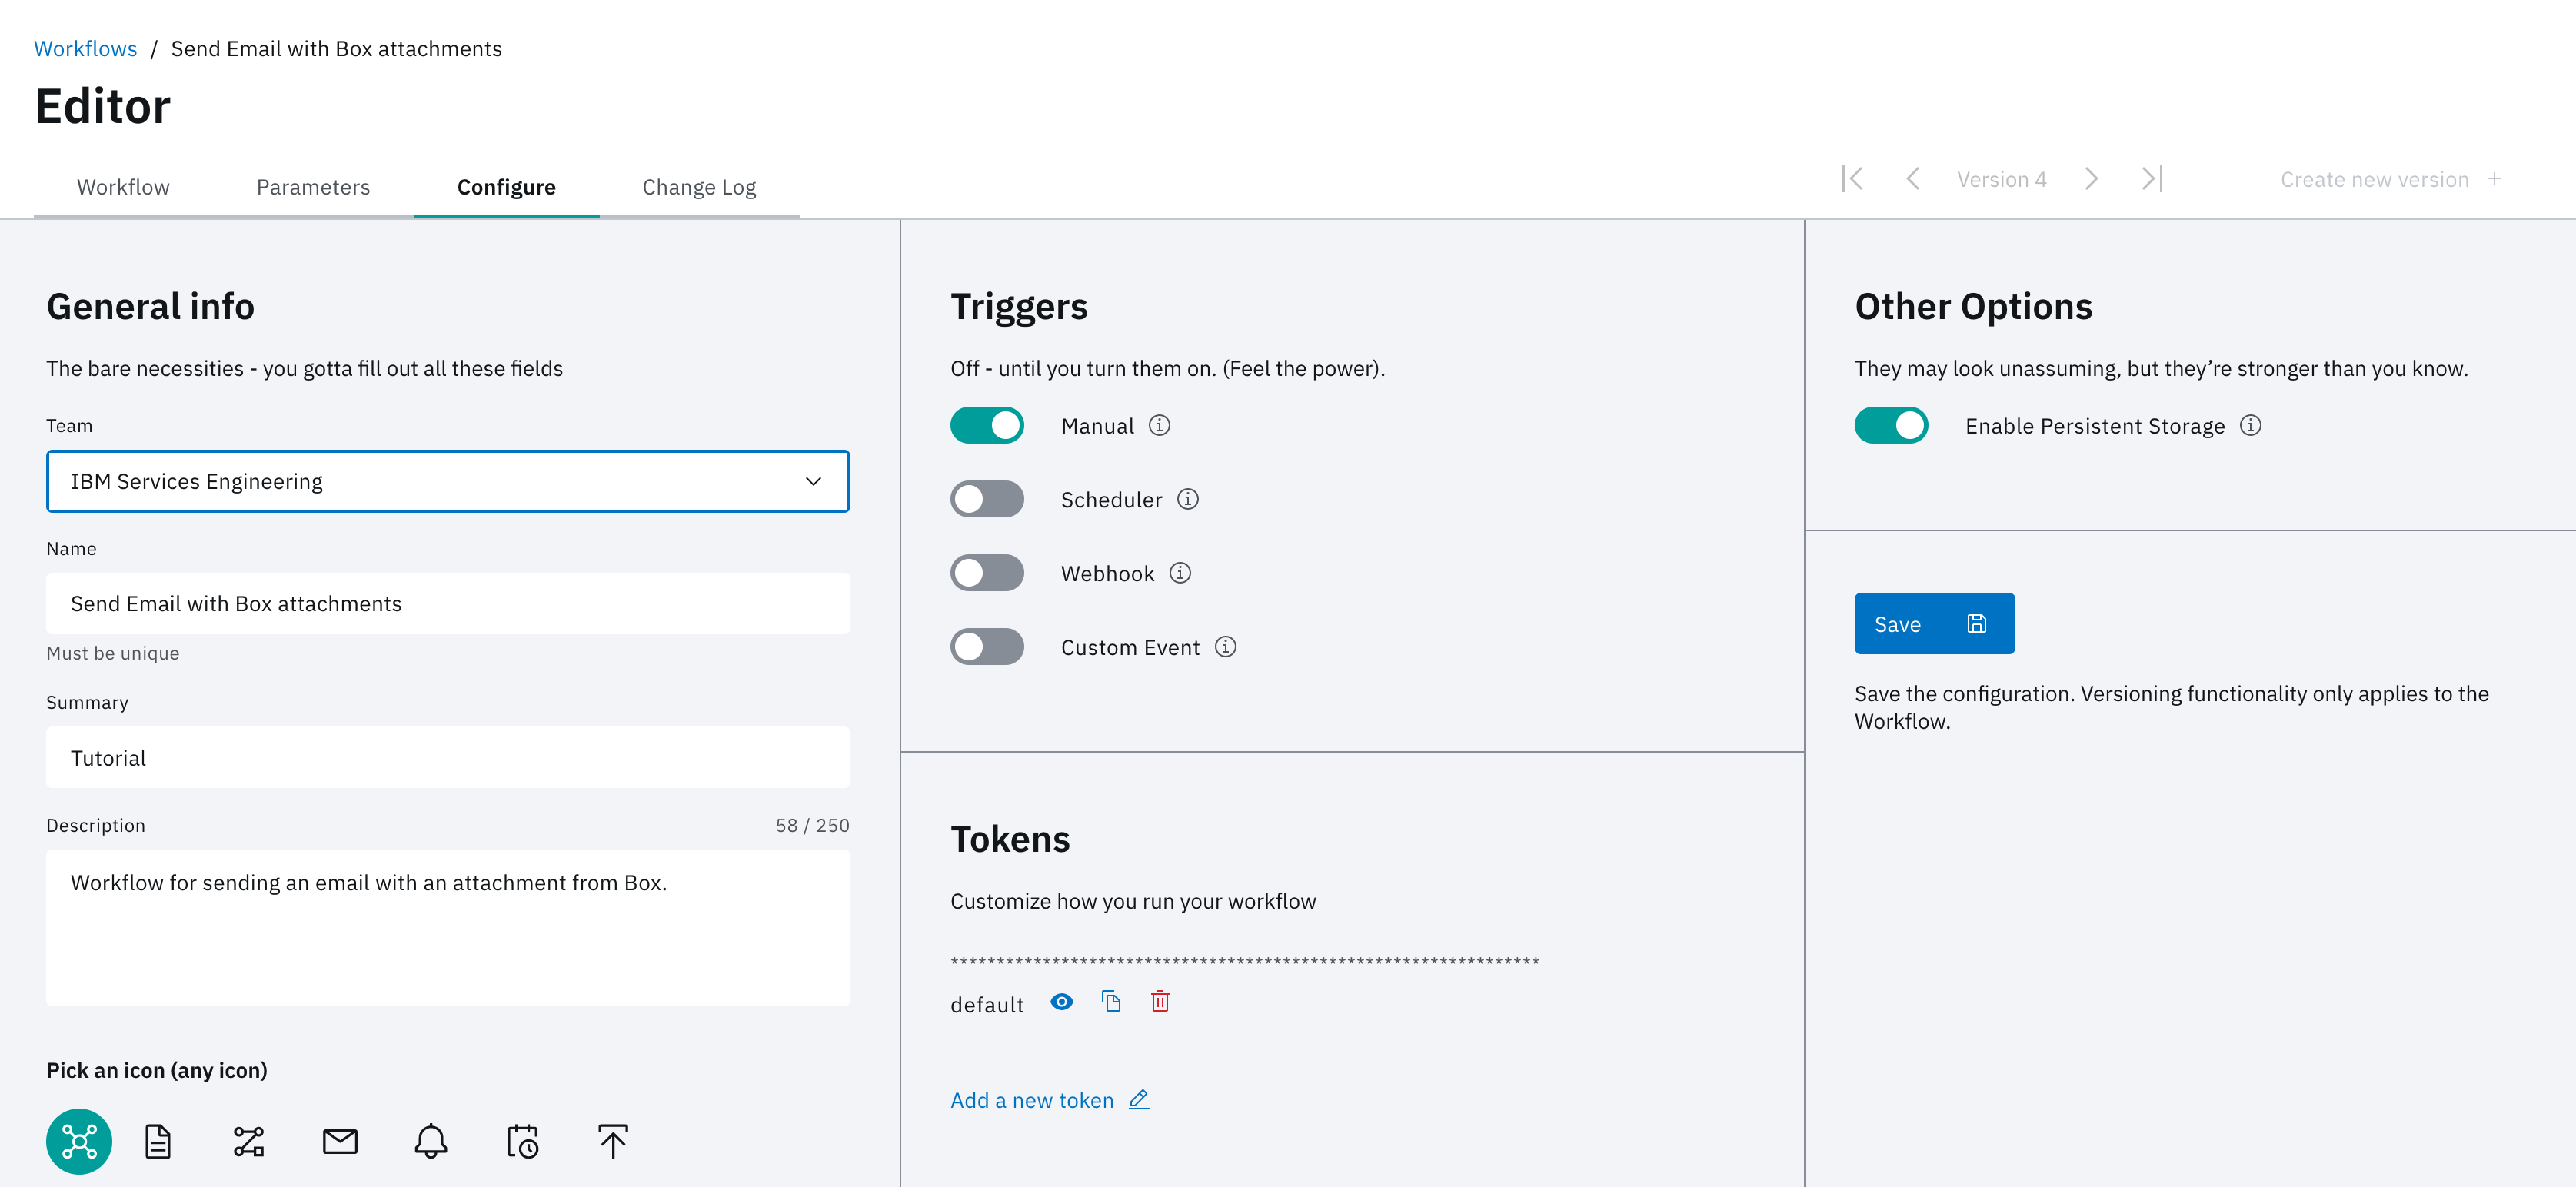 Workflows / Send Email with Box attachments
Editor
Workflow Parameters Configure Change Log
Version 4
Create new version +
General info
The bare necessities - you gotta fill out all these fields
Team
IBM Services Engineering
Name
Send Email with Box attachments
Must be unique
Summary
Tutorial
Description 58 / 250
Workflow for sending an email with an attachment from Box.
Pick an icon (any icon)
Triggers
Off - until you turn them on. (Feel the power).
Manual
Scheduler
Webhook
Custom Event
Tokens
Customize how you run your workflow
****************************************************************
default
Add a new token
Other Options
They may look unassuming, but they’re stronger than you know.
Enable Persistent Storage
Save
Save the configuration. Versioning functionality only applies to the
Workflow.